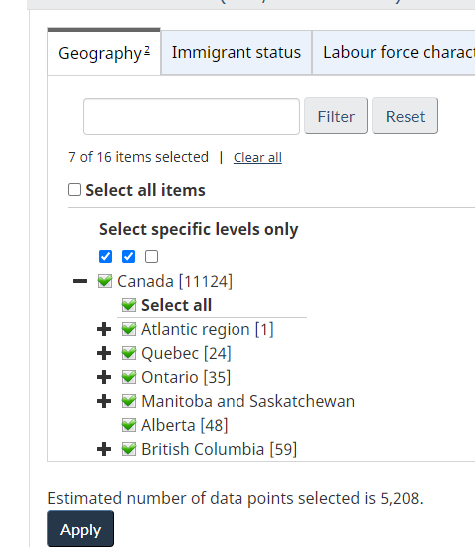 Geography 2 Immigrant status Labour force charact
Filter Reset
7 of 16 items selected | Clear all
Select all items
Select specific levels only
Canada [11124]
Select all
Atlantic region [1]
Quebec [24]
Ontario [35]
Manitoba and Saskatchewan
Alberta [48]
British Columbia [59]
Estimated number of data points selected is 5,208.
Apply